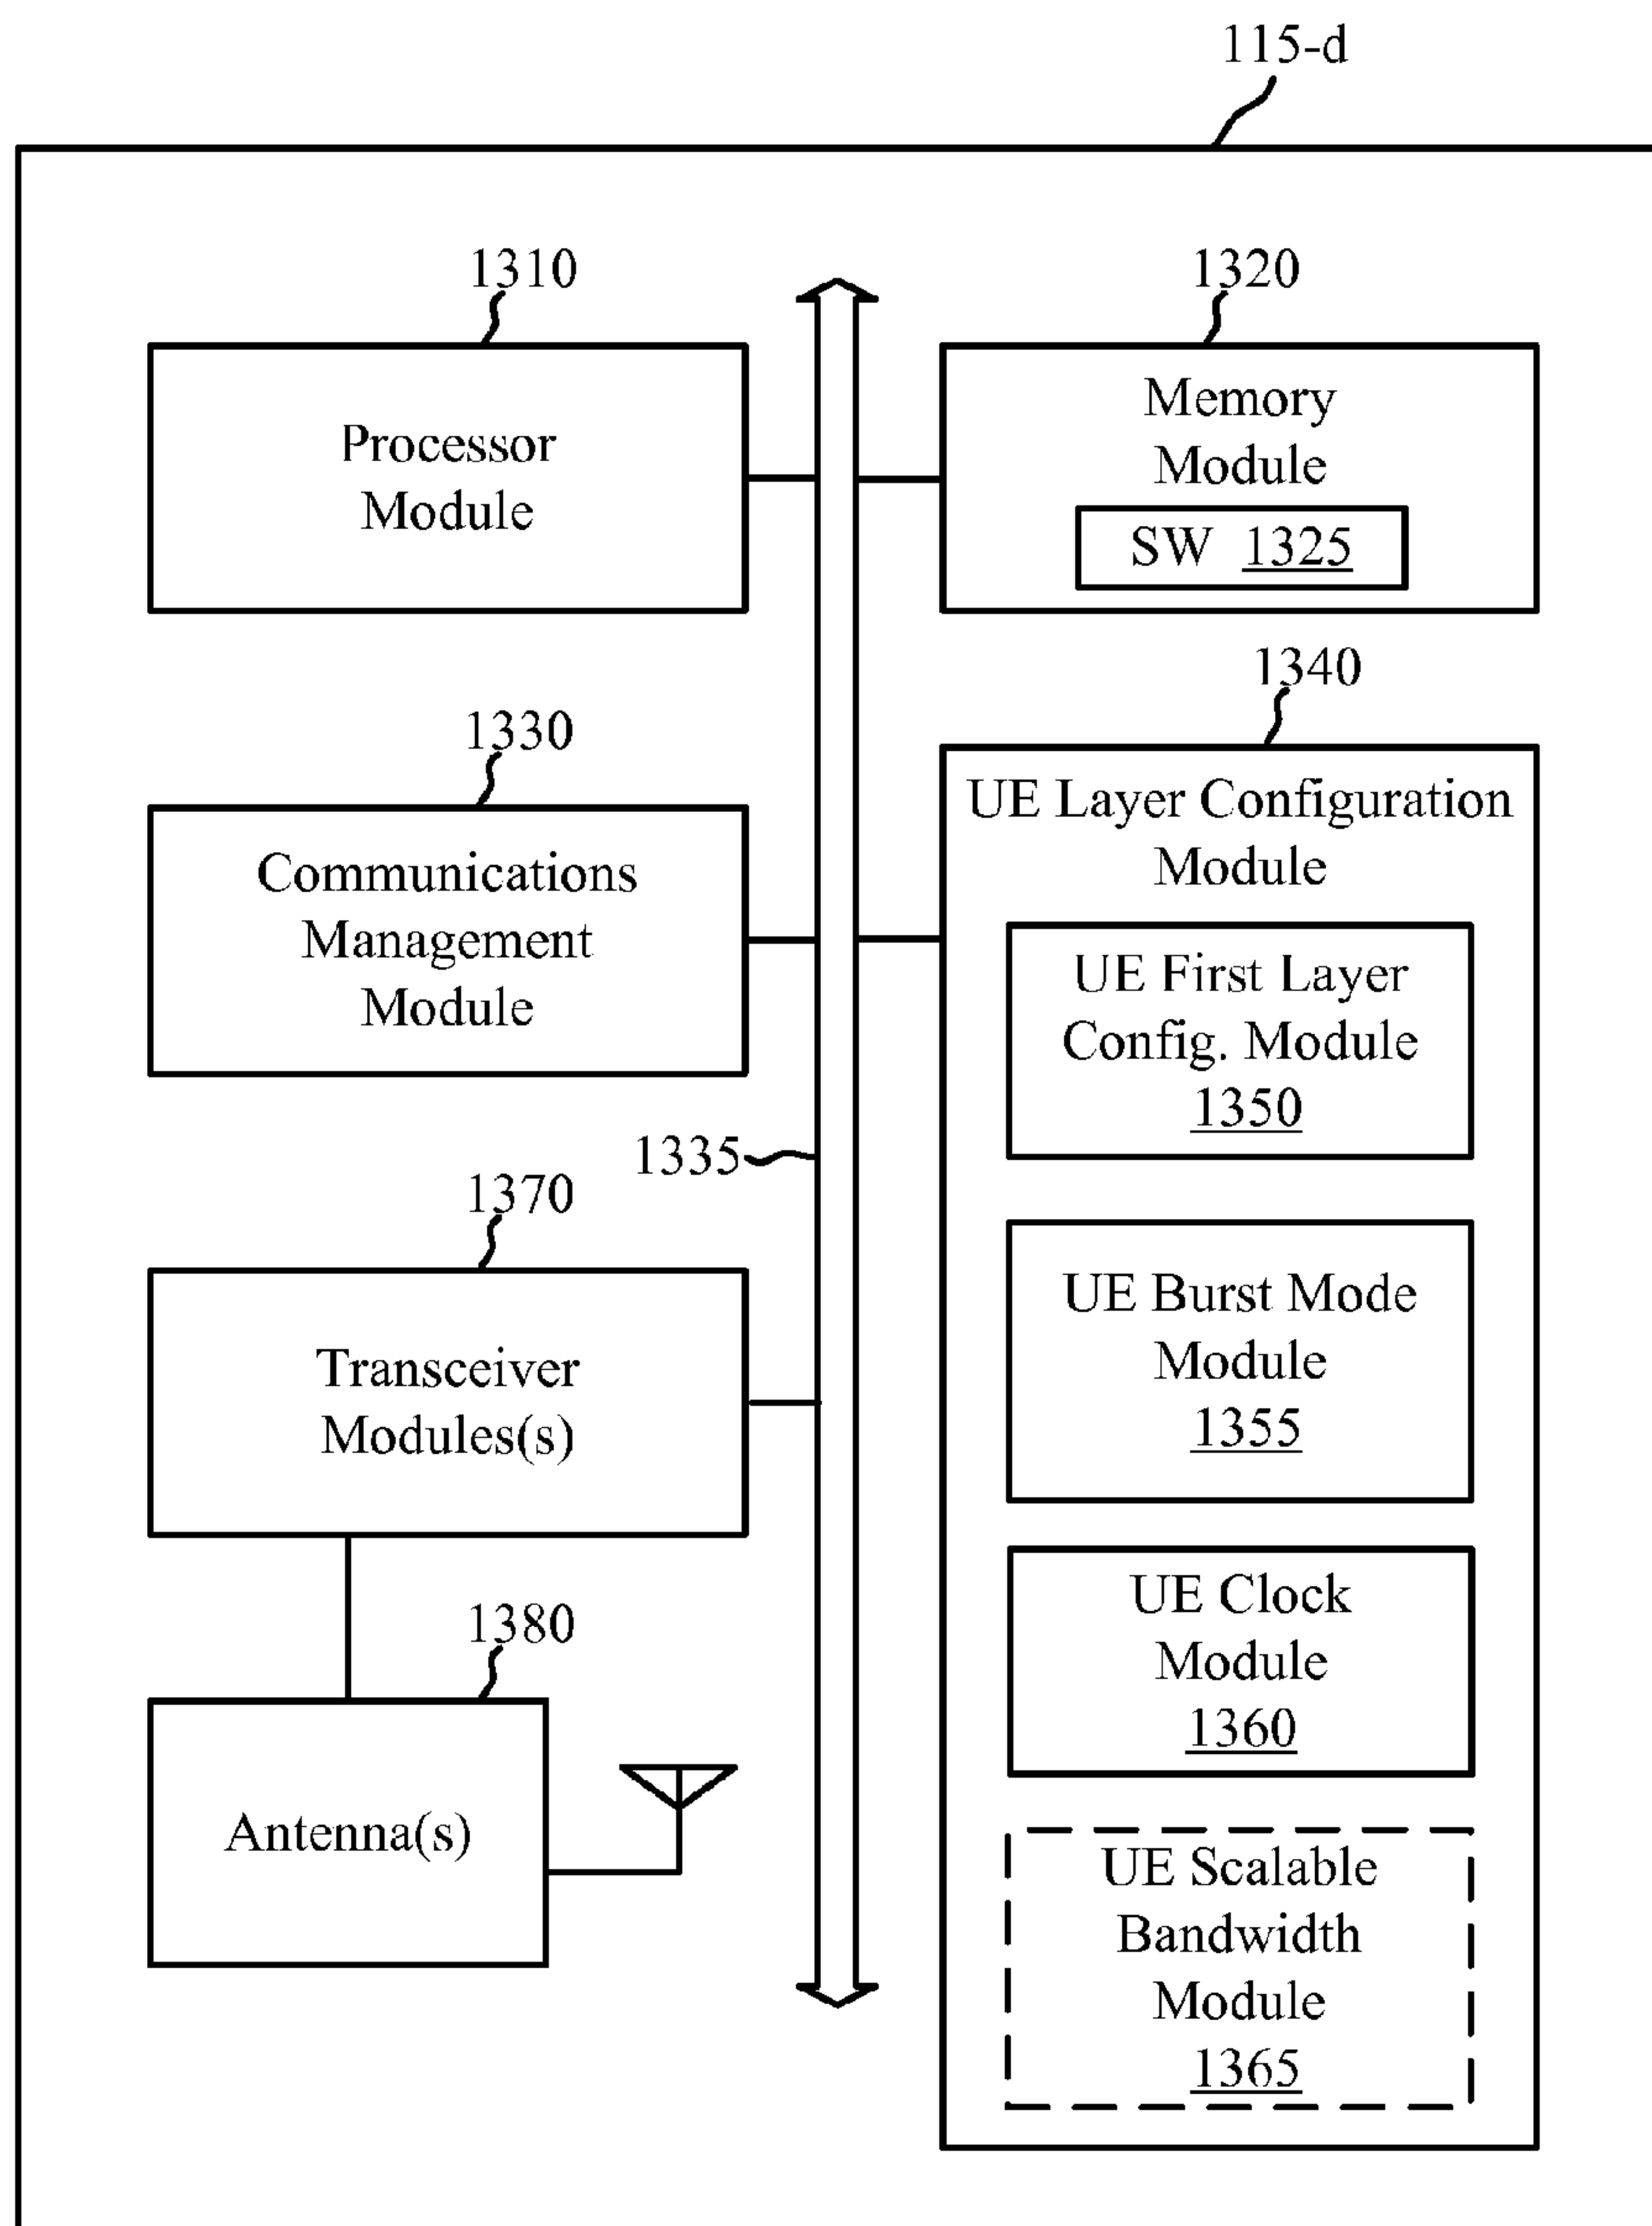 115-d
1310
Processor
Module
1320
Memory
Module
SW 1325
1330
Communications
Management
Module
1335
1340
UE Layer Configuration
Module
UE First Layer
Config. Module
1350
UE Burst Mode
Module
1355
UE Clock
Module
1360
UE Scalable
Bandwidth
Module
1365
1370
Transceiver
Modules(s)
1380
Antenna(s)